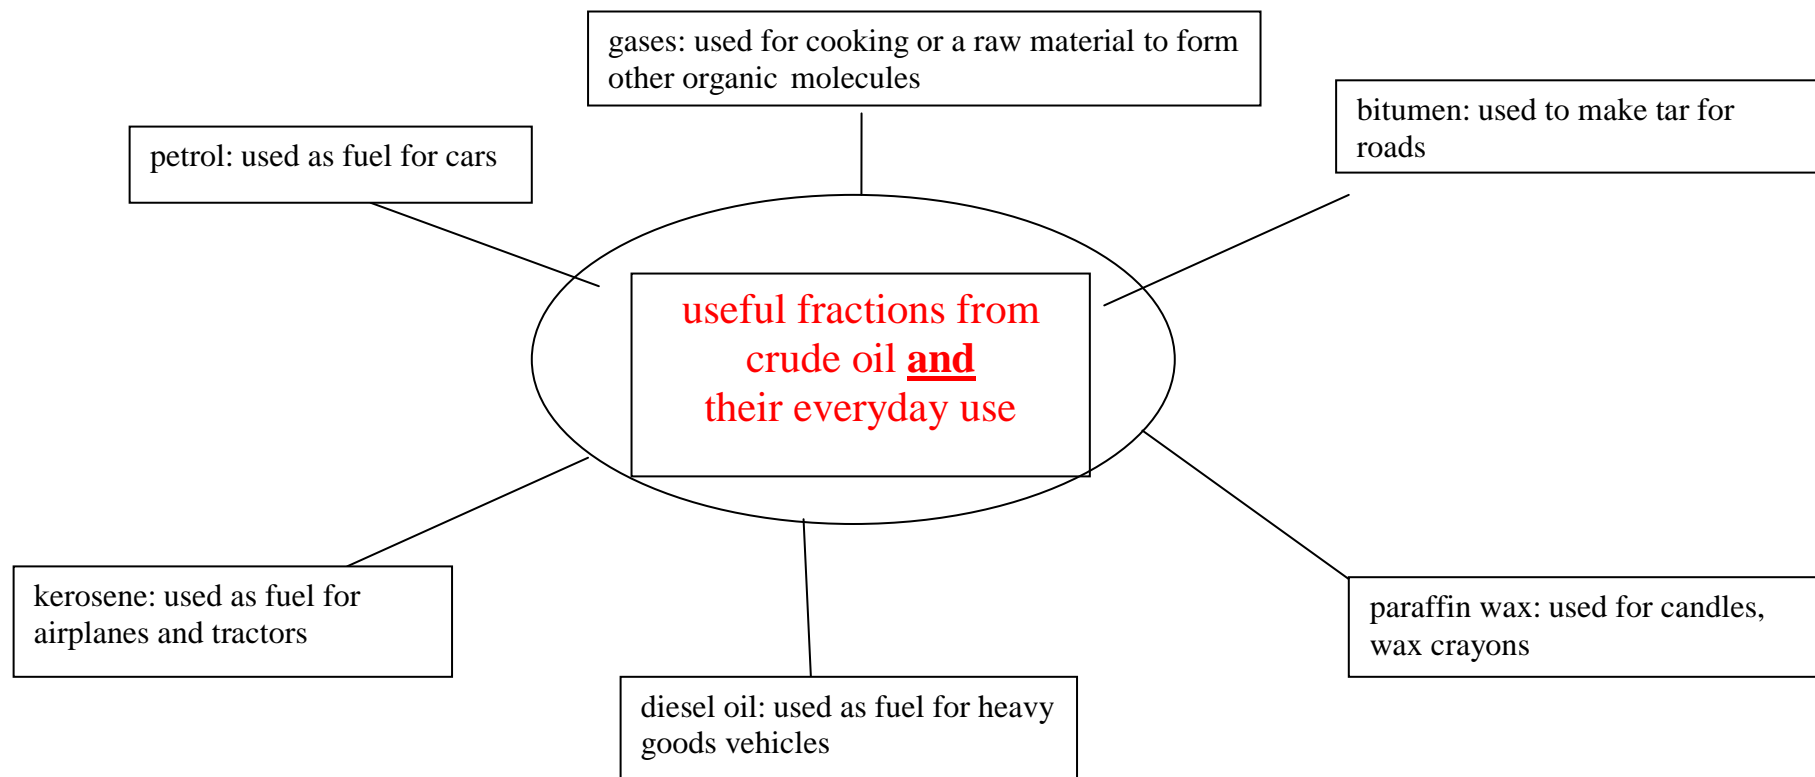 gases: used for cooking or a raw material to form
other organic molecules
bitumen: used to make tar for
roads
petrol: used as fuel for cars
useful fractions from
crude oil and
their everyday use
kerosene: used as fuel for
airplanes and tractors
paraffin wax: used for candles,
wax crayons
diesel oil: used as fuel for heavy
goods vehicles